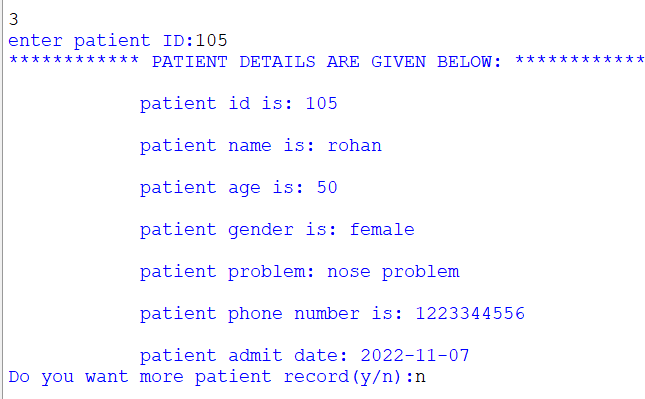 3
enter patient ID:105
************ PATIENT DETAILS ARE GIVEN BELOW: ************
patient id is: 105
patient name is: rohan
patient age is: 50
patient gender is: female
patient problem: nose problem
patient phone number is: 1223344556
patient admit date: 2022-11-07
Do you want more patient record(y/n):n